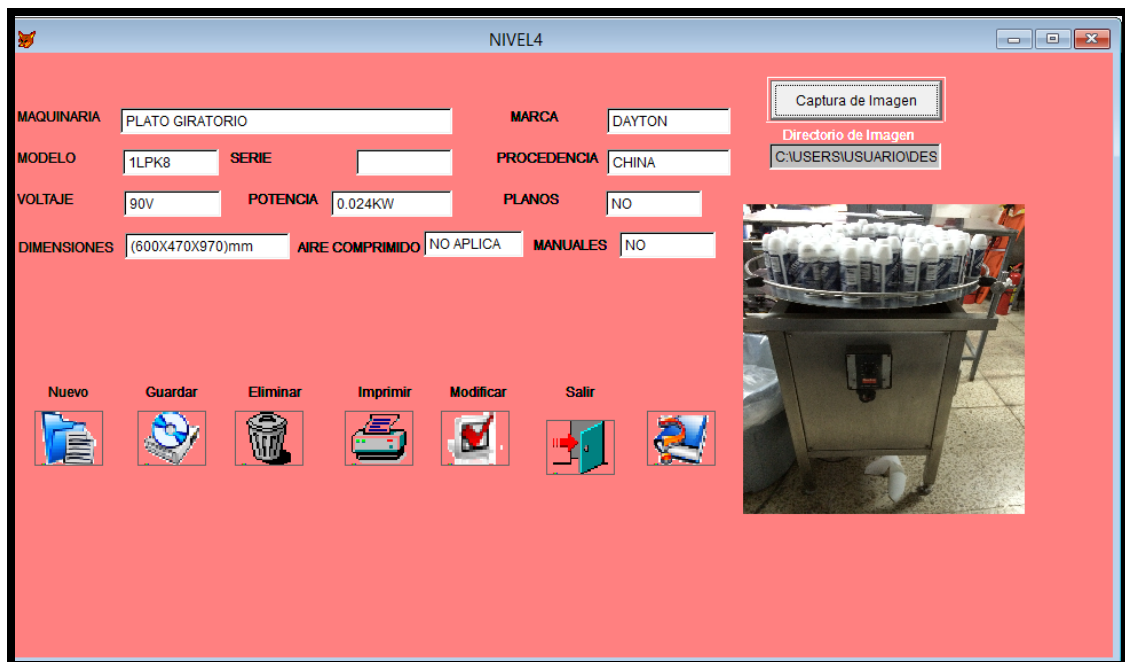 NIVEL4
Captura de Imagen
MAQUINARIA PLATO GIRATORIO MARCA DAYTON
Directorio de Imagen
MODELO 1LPK8 SERIE PROCEDENCIA CHINA C:\USERS\USUARIO\DES
VOLTAJE 90V POTENCIA 0.024KW PLANOS NO
DIMENSIONES (600X470X970)mm AIRE COMPRIMIDO NO APLICA MANUALES NO
Nuevo Guardar Eliminar Imprimir Modificar Salir